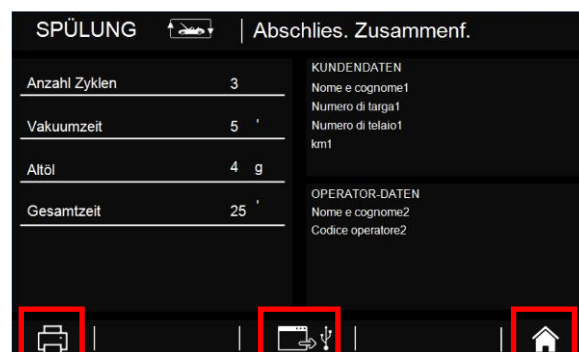 SPÜLUNG
Abschlies. Zusammenf.
Anzahl Zyklen 3
Vakuumzeit 5 '
Altöl 4 g
Gesamtzeit 25 '
KUNDENDATEN
Nome e cognome1
Numero di targa1
Numero di telaio1
km1
OPERATOR-DATEN
Nome e cognome2
Codice operatore2